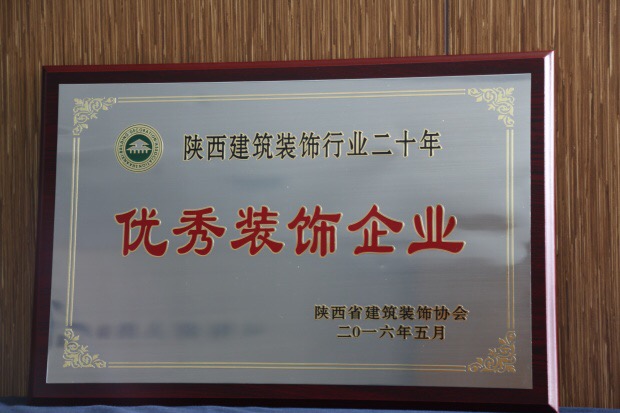 陕西建筑装饰行业二十年
优秀装饰企业
陕西省建筑装饰协会
二〇一六年五月